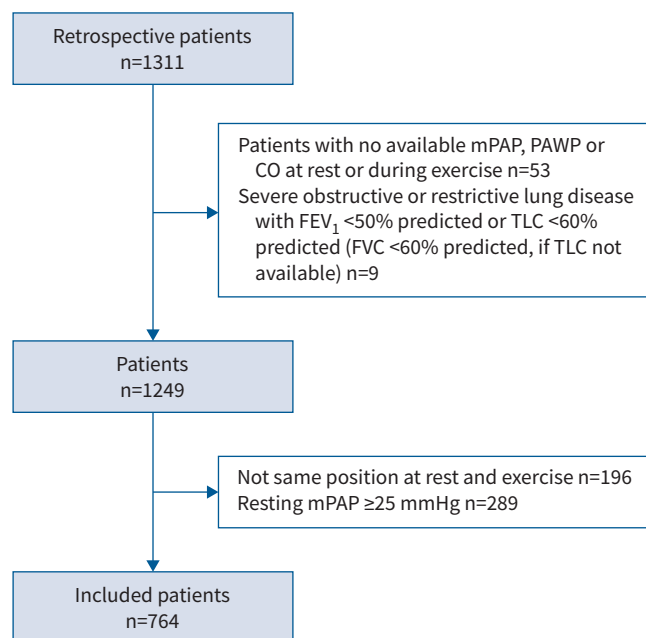 Retrospective patients
n=1311
Patients with no available mPAP, PAWP or
CO at rest or during exercise n=53
Severe obstructive or restrictive lung disease
with FEV₁ <50% predicted or TLC <60%
predicted (FVC <60% predicted, if TLC not
available) n=9
Patients
n=1249
Not same position at rest and exercise n=196
Resting mPAP ≥25 mmHg n=289
Included patients
n=764